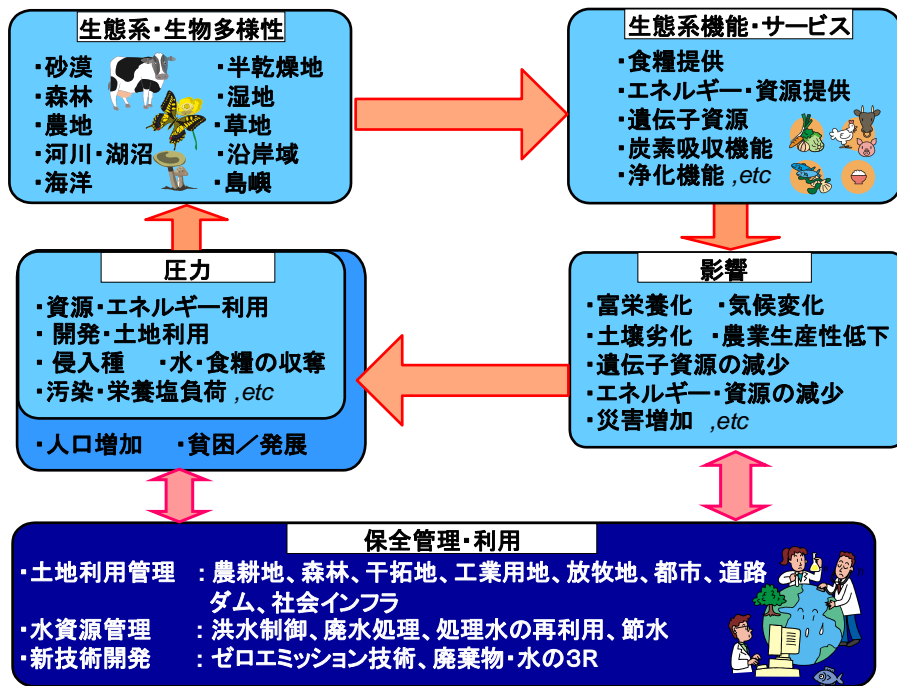 生態系・生物多様性
・砂漠 ・半乾燥地
・森林 ・湿地
・農地 ・草地
・河川・湖沼 ・沿岸域
・海洋 ・島嶼
生態系機能・サービス
・食糧提供
・エネルギー・資源提供
・遺伝子資源
・炭素吸収機能
・浄化機能 ,etc
圧力
・資源・エネルギー利用
・開発・土地利用
・侵入種 ・水・食糧の収奪
・汚染・栄養塩負荷 ,etc
・人口増加 ・貧困／発展
影響
・富栄養化 ・気候変化
・土壌劣化 ・農業生産性低下
・遺伝子資源の減少
・エネルギー・資源の減少
・災害増加 ,etc
保全管理・利用
・土地利用管理 ：農耕地、森林、干拓地、工業用地、放牧地、都市、道路
ダム、社会インフラ
・水資源管理 ：洪水制御、廃水処理、処理水の再利用、節水
・新技術開発 ：ゼロエミッション技術、廃棄物・水の３Ｒ